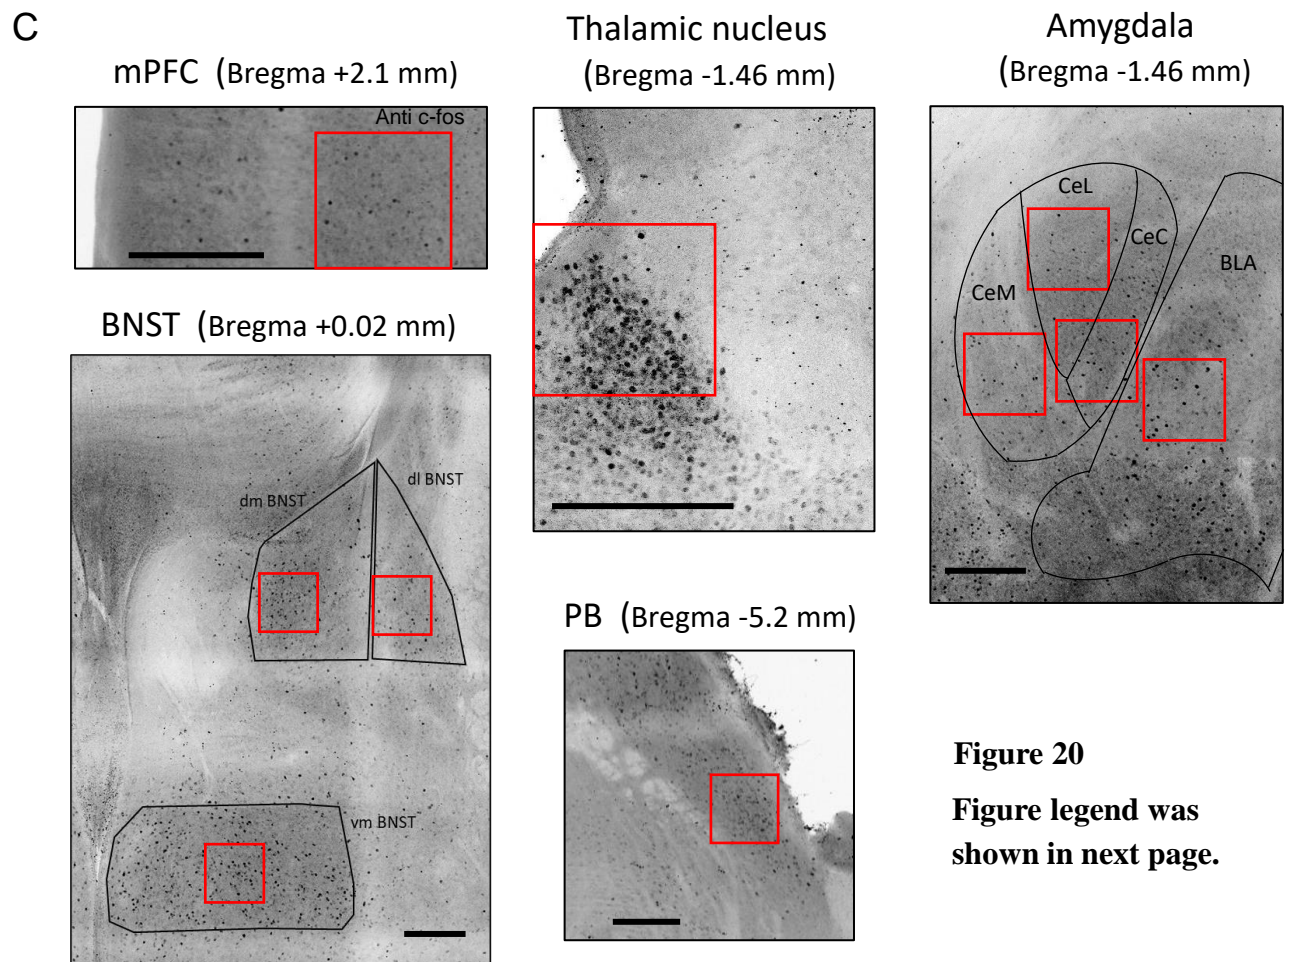 C
mPFC (Bregma +2.1 mm)
Anti c-fos
BNST (Bregma +0.02 mm)
dm BNST
dl BNST
vm BNST
Thalamic nucleus
(Bregma -1.46 mm)
PB (Bregma -5.2 mm)
Amygdala
(Bregma -1.46 mm)
CeL
CeC
CeM
BLA
Figure 20
Figure legend was
shown in next page.